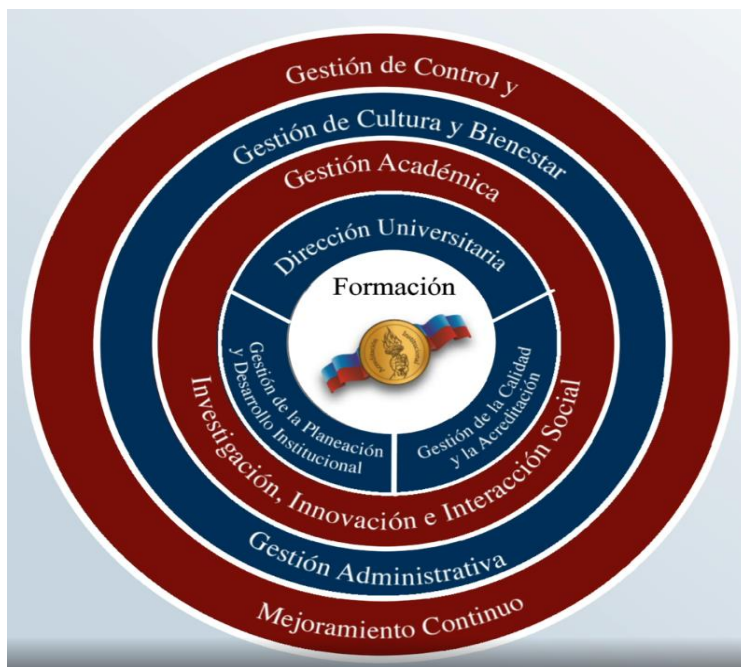 Gestión de Control y
Gestión de Cultura y Bienestar
Gestión Académica
Dirección Universitaria
Formación
Gestión de la Planeación
y Desarrollo Institucional
Gestión de la Calidad
y la Acreditación
Investigación, Innovación e Interacción Social
Gestión Administrativa
Mejoramiento Continuo